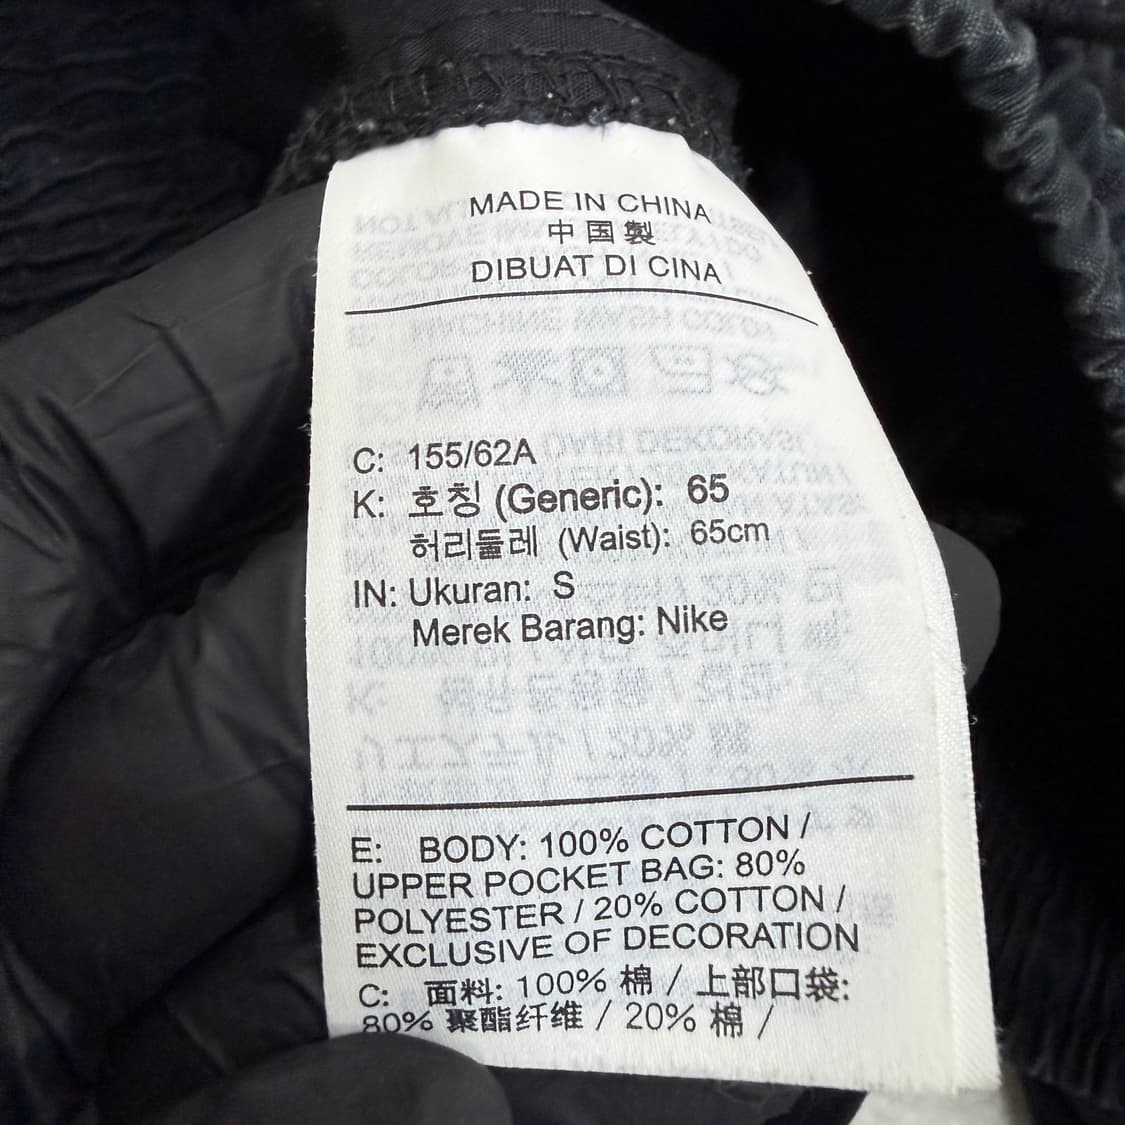 MADE IN CHINA
中国製
DIBUAT DI CINA
C: 155/62A
K: 호칭 (Generic): 65
허리둘레 (Waist): 65cm
IN: Ukuran: S
Merek Barang: Nike
E: BODY: 100% COTTON /
UPPER POCKET BAG: 80%
POLYESTER / 20% COTTON /
EXCLUSIVE OF DECORATION
C: 面料: 100% 棉 / 上部口袋:
80% 聚酯纤维 / 20% 棉 /